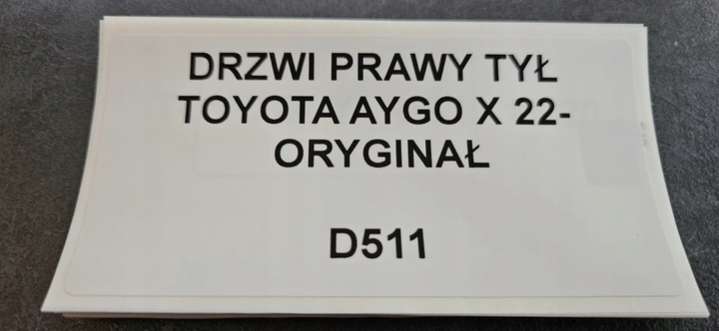 DRZWI PRAWY TYŁ
TOYOTA AYGO X 22-
ORYGINAŁ
D511